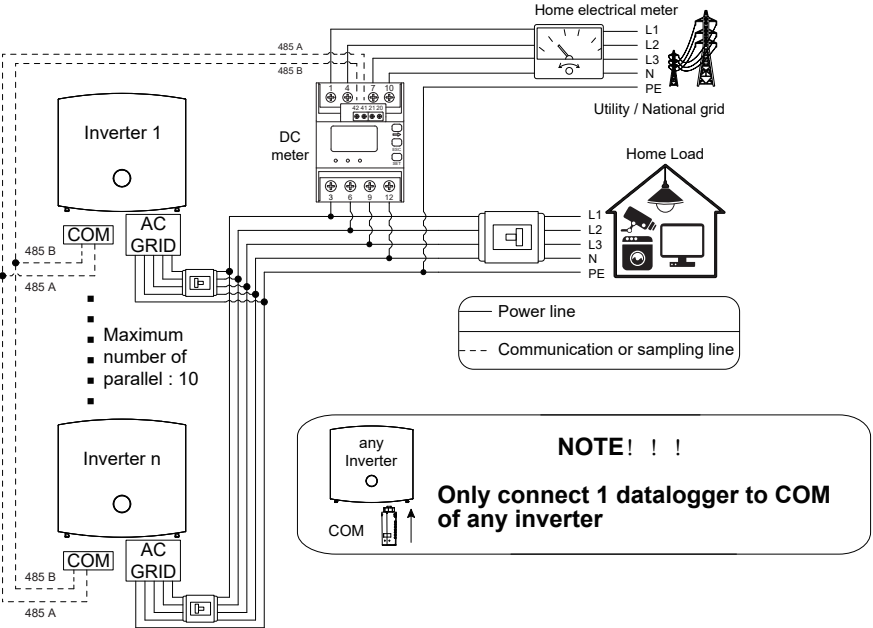 Home electrical meter
485 A
485 B
L1
L2
L3
N
PE
Utility / National grid
1 4 7 10
42 41 21 20
ESC
SET
DC
meter
3 6 9 12
Inverter 1
COM
AC
GRID
485 B
485 A
Home Load
L1
L2
L3
N
PE
Power line
Communication or sampling line
Maximum
number of
parallel : 10
Inverter n
COM
AC
GRID
485 B
485 A
any
Inverter
COM
NOTE! ! !
Only connect 1 datalogger to COM
of any inverter